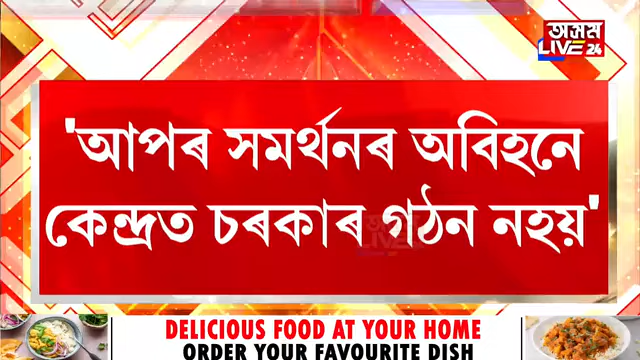 অসম
LIVE 24
'আপৰ সমৰ্থনৰ অবিহনে
কেন্দ্ৰত চৰকাৰ গঠন নহয়'
DELICIOUS FOOD AT YOUR HOME
ORDER YOUR FAVOURITE DISH